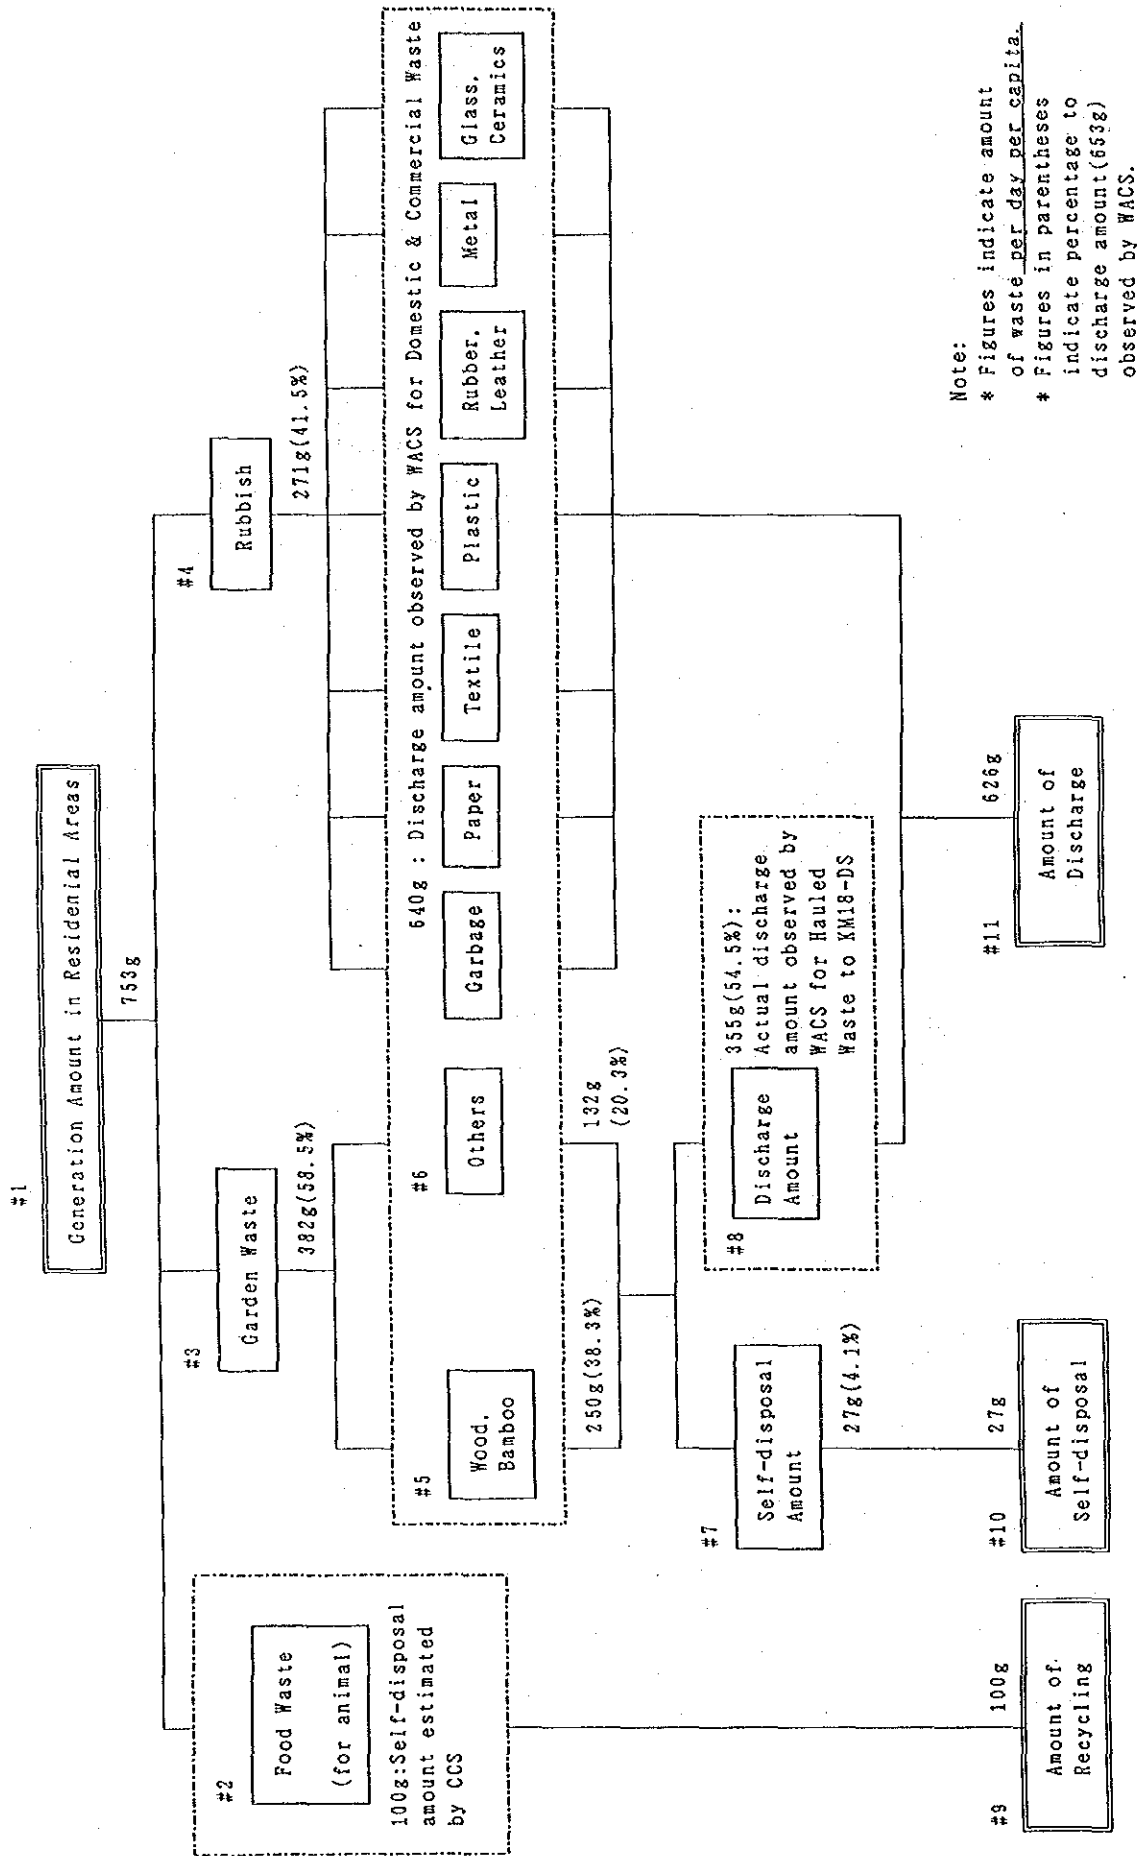 #1
Generation Amount in Residenial Areas
753g
#2
Food Waste
(for animal)
100g:Self-disposal
amount estimated
by CCS
#3
Garden Waste
382g(58.5%)
#4
Rubbish
271g(41.5%)
640g : Discharge amount observed by WACS for Domestic & Commercial Waste
#5
Wood,
Bamboo
#6
Others
Garbage
Paper
Textile
Plastic
Rubber,
Leather
Metal
Glass,
Ceramics
250g(38.3%)
132g
(20.3%)
#7
Self-disposal
Amount
27g(4.1%)
#8
Discharge
Amount
355g(54.5%):
Actual discharge
amount observed by
WACS for Hauled
Waste to KM18-DS
#9
100g
Amount of
Recycling
#10
27g
Amount of
Self-disposal
#11
626g
Amount of
Discharge
Note:
* Figures indicate amount
of waste per day per capita.
* Figures in parentheses
indicate percentage to
discharge amount(653g)
observed by WACS.